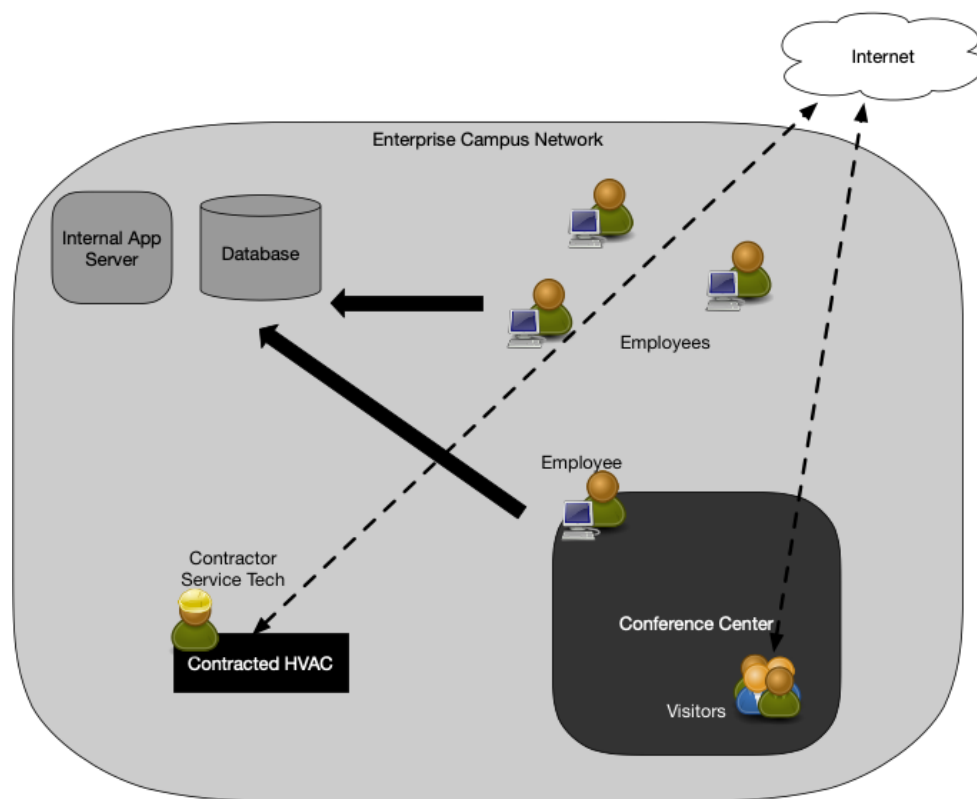 Internet
Enterprise Campus Network
Internal App
Server
Database
Employees
Employee
Contractor
Service Tech
Contracted HVAC
Conference Center
Visitors